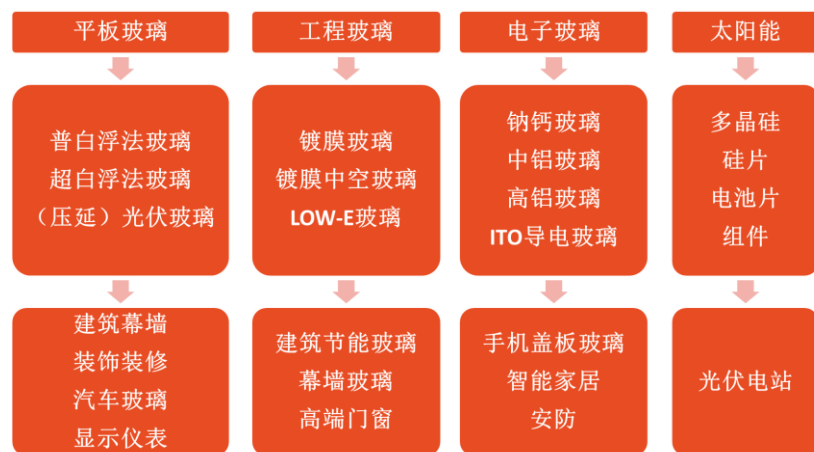 平板玻璃
工程玻璃
电子玻璃
太阳能
普白浮法玻璃
超白浮法玻璃
（压延）光伏玻璃
镀膜玻璃
镀膜中空玻璃
LOW-E玻璃
钠钙玻璃
中铝玻璃
高铝玻璃
ITO导电玻璃
多晶硅
硅片
电池片
组件
建筑幕墙
装饰装修
汽车玻璃
显示仪表
建筑节能玻璃
幕墙玻璃
高端门窗
手机盖板玻璃
智能家居
安防
光伏电站